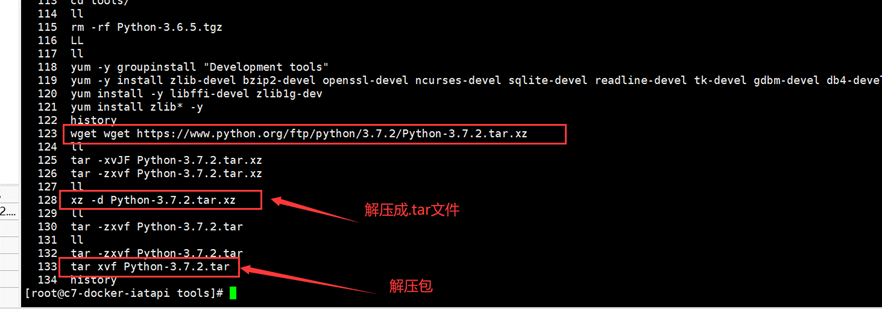 113 cd tools/
114 ll
115 rm -rf Python-3.6.5.tgz
116 LL
117 ll
118 yum -y groupinstall "Development tools"
119 yum -y install zlib-devel bzip2-devel openssl-devel ncurses-devel sqlite-devel readline-devel tk-devel gdbm-devel db4-devel
120 yum install -y libffi-devel zlib1g-dev
121 yum install zlib* -y
122 history
123 wget wget https://www.python.org/ftp/python/3.7.2/Python-3.7.2.tar.xz
124 ll
125 tar -xvJF Python-3.7.2.tar.xz
126 tar -zxvf Python-3.7.2.tar.xz
127 ll
2....
128 xz -d Python-3.7.2.tar.xz
解压成.tar文件
129 ll
130 tar -zxvf Python-3.7.2.tar
131 ll
132 tar -zxvf Python-3.7.2.tar
133 tar xvf Python-3.7.2.tar
解压包
134 history
[root@c7-docker-iatapi tools]#